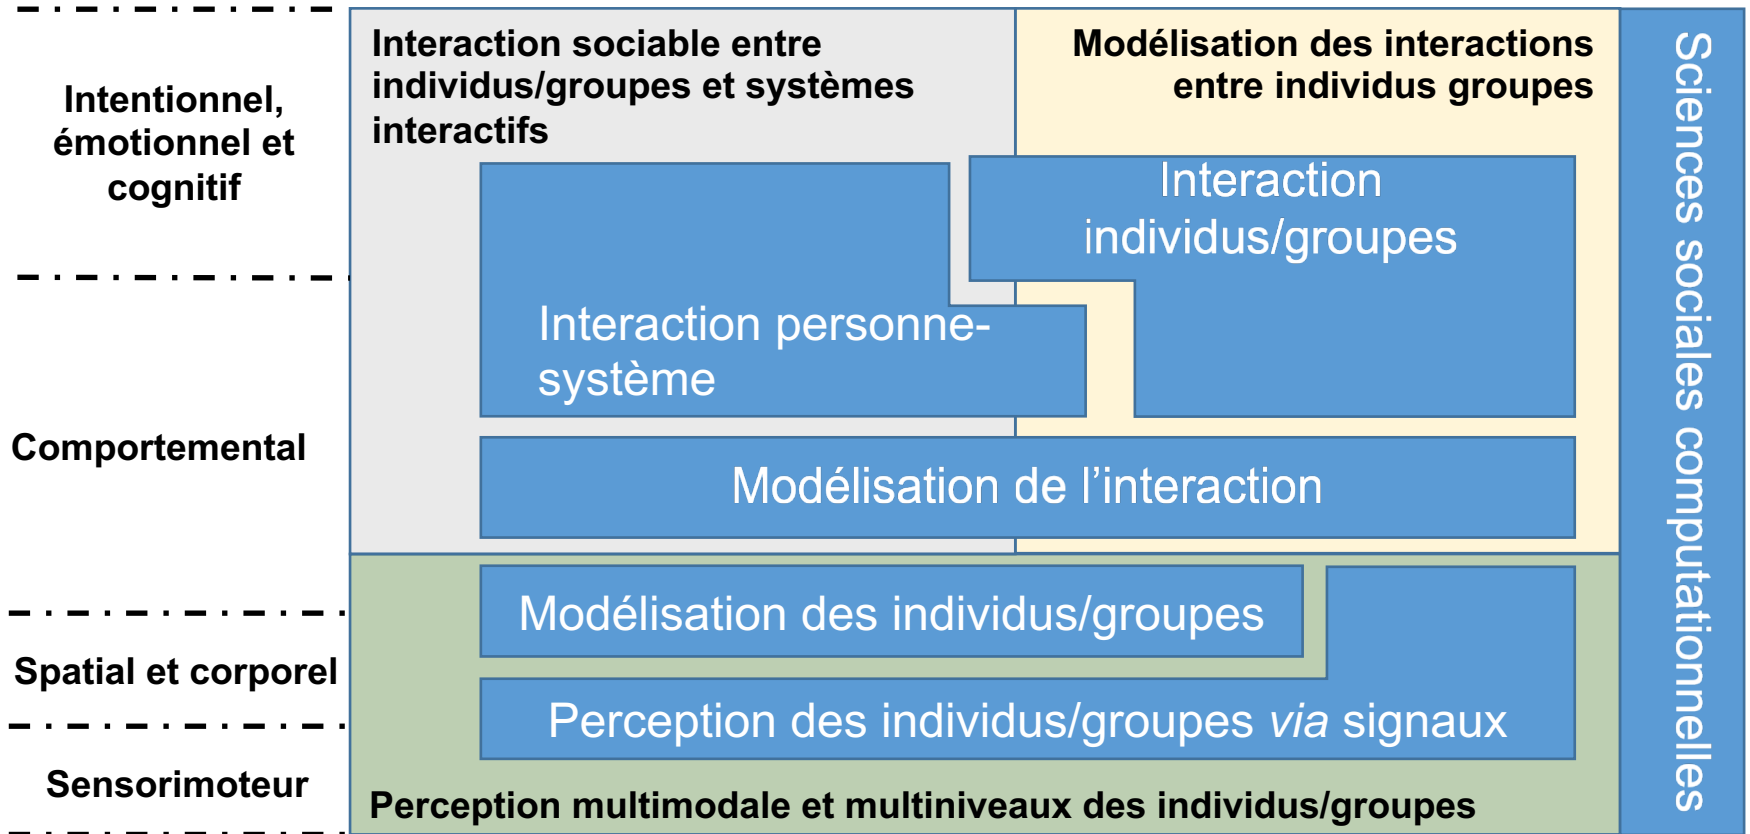 Intentionnel,
émotionnel et
cognitif
Comportemental
Spatial et corporel
Sensorimoteur
Interaction sociable entre
individus/groupes et systèmes
interactifs
Modélisation des interactions
entre individus groupes
Interaction
individus/groupes
Interaction personne-
système
Modélisation de l’interaction
Modélisation des individus/groupes
Perception des individus/groupes via signaux
Perception multimodale et multiniveaux des individus/groupes
Sciences sociales computationnelles